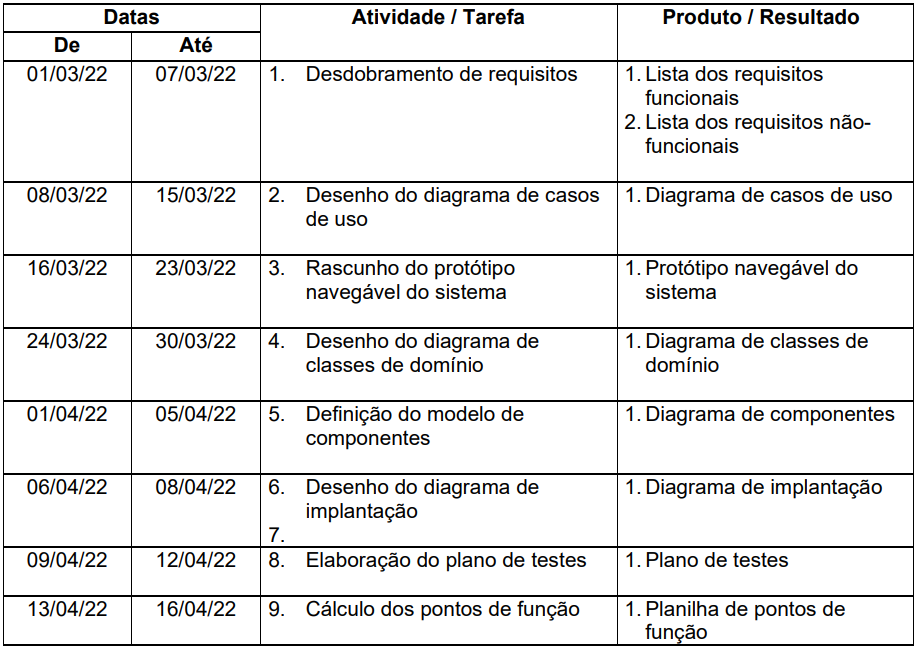 Datas
Atividade / Tarefa
Produto / Resultado
De
Até
01/03/22
07/03/22
1. Desdobramento de requisitos
1. Lista dos requisitos
funcionais
2. Lista dos requisitos não-
funcionais
08/03/22
15/03/22
2. Desenho do diagrama de casos
de uso
1. Diagrama de casos de uso
16/03/22
23/03/22
3. Rascunho do protótipo
navegável do sistema
1. Protótipo navegável do
sistema
24/03/22
30/03/22
4. Desenho do diagrama de
classes de domínio
1. Diagrama de classes de
domínio
01/04/22
05/04/22
5. Definição do modelo de
componentes
1. Diagrama de componentes
06/04/22
08/04/22
6. Desenho do diagrama de
implantação
7.
1. Diagrama de implantação
09/04/22
12/04/22
8. Elaboração do plano de testes
1. Plano de testes
13/04/22
16/04/22
9. Cálculo dos pontos de função
1. Planilha de pontos de
função